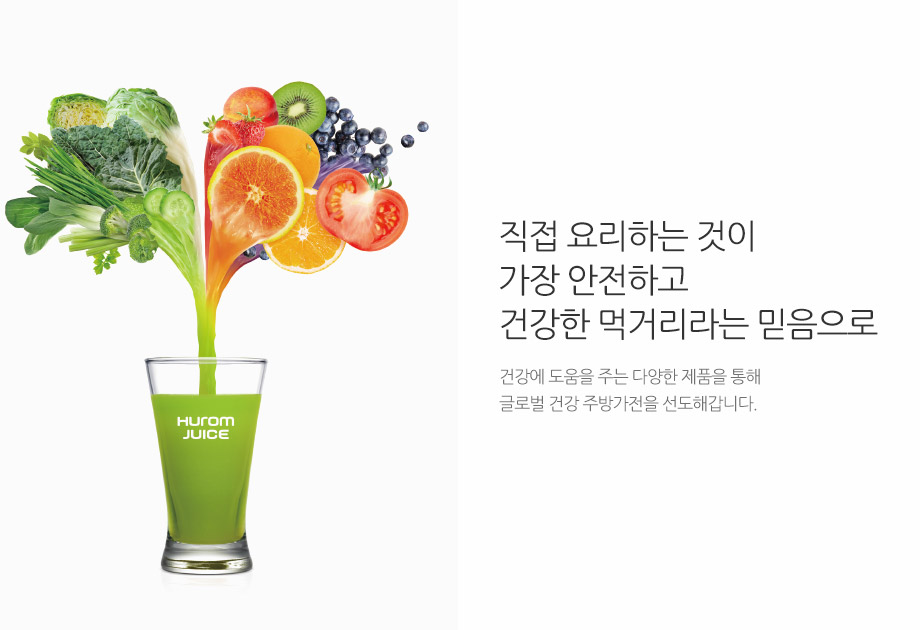 HUROM
JUICE
직접 요리하는 것이
가장 안전하고
건강한 먹거리라는 믿음으로
건강에 도움을 주는 다양한 제품을 통해
글로벌 건강 주방가전을 선도해갑니다.